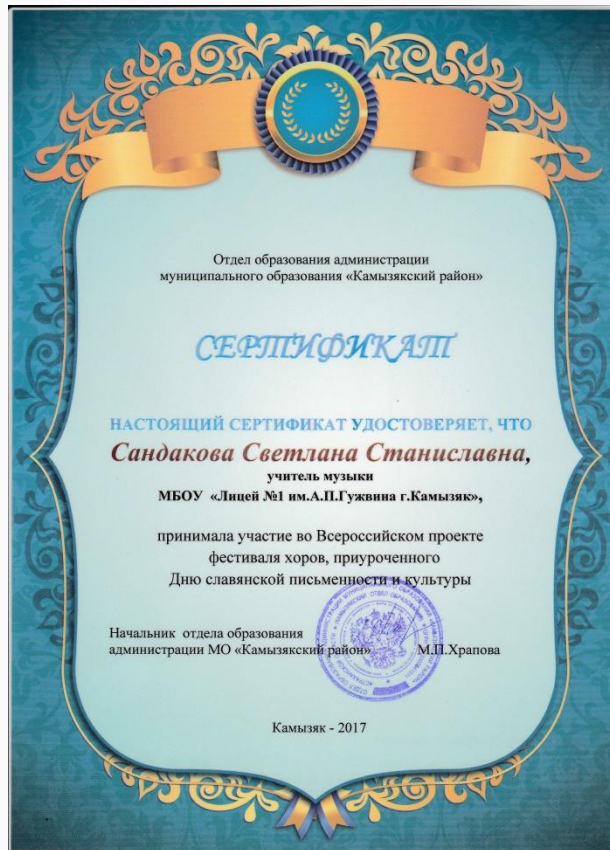 Отдел образования администрации
муниципального образования «Камызякский район»
СЕРТИФИКАТ
НАСТОЯЩИЙ СЕРТИФИКАТ УДОСТОВЕРЯЕТ, ЧТО
Сандакова Светлана Станиславна,
учитель музыки
МБОУ «Лицей №1 им.А.П.Гужвина г.Камызяк»,
принимала участие во Всероссийском проекте
фестиваля хоров, приуроченного
Дню славянской письменности и культуры
Начальник отдела образования
администрации МО «Камызякский район» М.П.Храпова
Камызяк - 2017